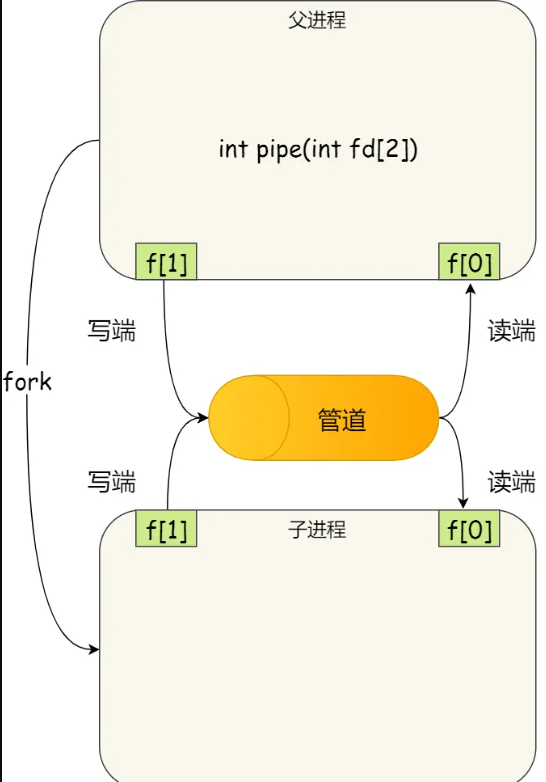 父进程
int pipe(int fd[2])
f[1]
f[0]
写端
读端
fork
管道
写端
读端
f[1]
子进程
f[0]